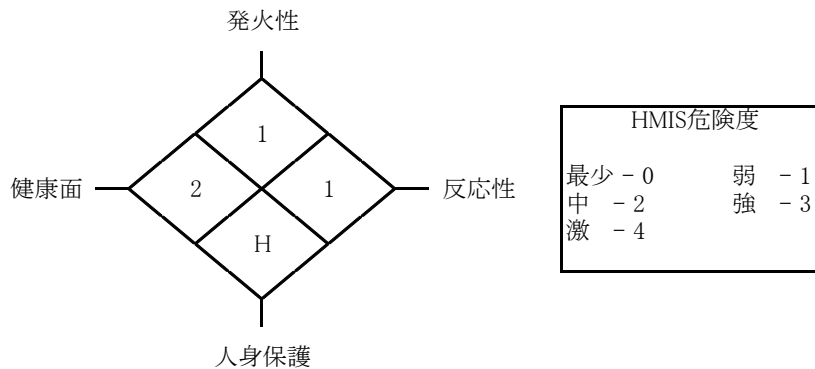 発火性
1
健康面
2
1
反応性
H
人身保護
HMIS危険度
最少 - 0 弱 - 1
中 - 2 強 - 3
激 - 4